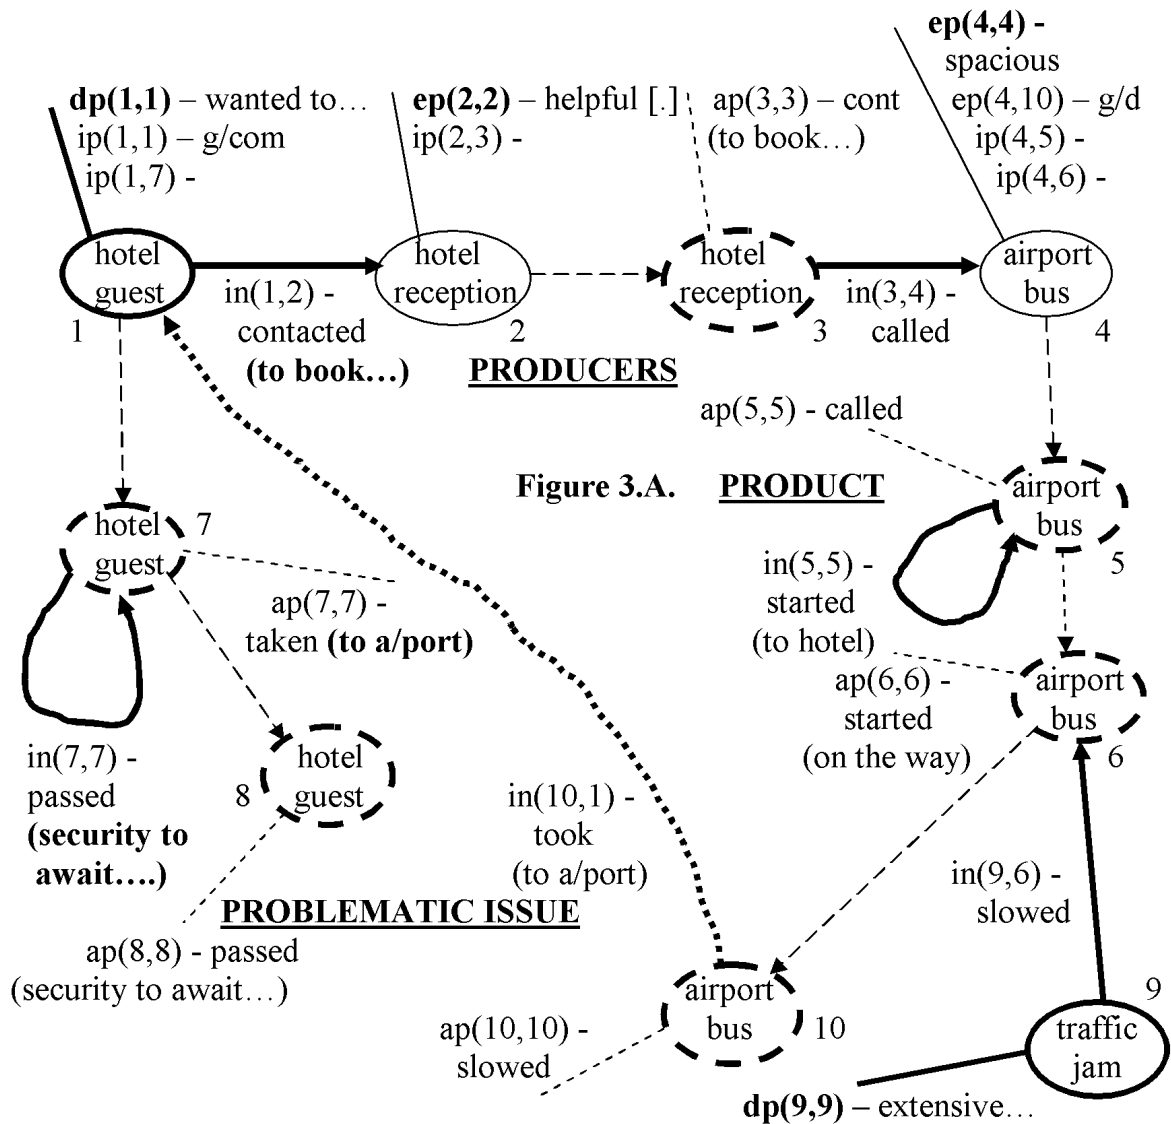 ep(4,4) -
spacious
ep(4,10) – g/d
ip(4,5) -
ip(4,6) -
dp(1,1) – wanted to…
ip(1,1) – g/com
ip(1,7) -
ep(2,2) – helpful [.]
ip(2,3) -
ap(3,3) – cont
(to book…)
hotel
guest
1
in(1,2) -
contacted
(to book…)
hotel
reception
2
hotel
reception
3
in(3,4) -
called
airport
bus
4
PRODUCERS
ap(5,5) - called
Figure 3.A.
PRODUCT
airport
bus
5
in(5,5) -
started
(to hotel)
hotel
guest
7
ap(7,7) -
taken (to a/port)
ap(6,6) -
started
(on the way)
airport
bus
6
in(7,7) -
passed
(security to
await….)
hotel
guest
8
in(10,1) -
took
(to a/port)
in(9,6) -
slowed
PROBLEMATIC ISSUE
ap(8,8) - passed
(security to await…)
airport
bus
10
ap(10,10) -
slowed
9
traffic
jam
dp(9,9) – extensive…